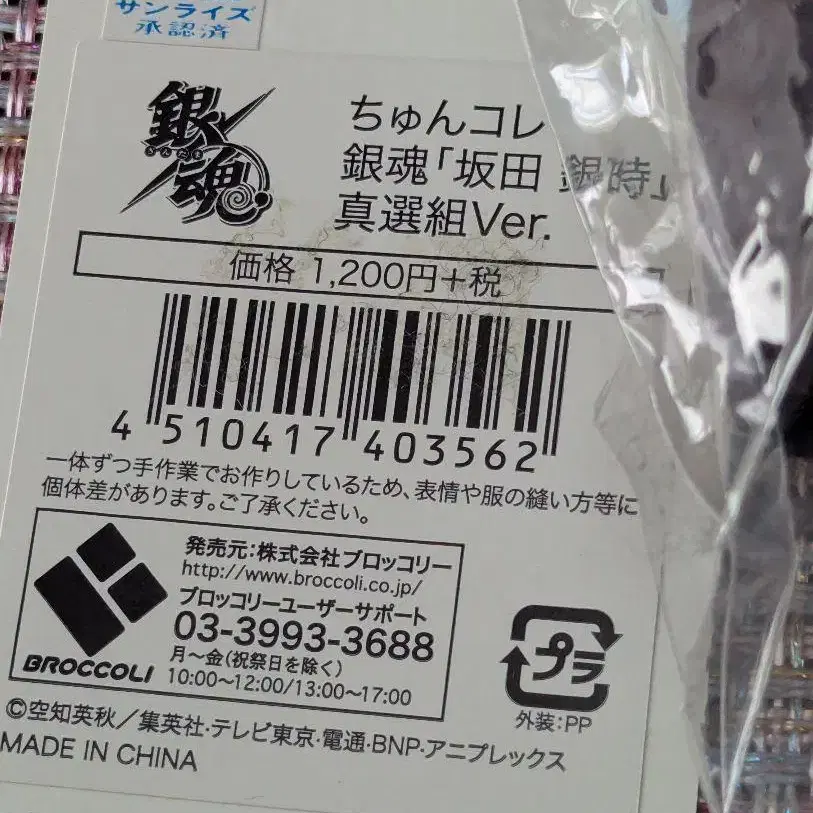 サンライズ
承認済
銀魂
ぎんたま
ちゅんコレ
銀魂「坂田 銀時」
真選組Ver.
価格 1,200円+税
4 510417 403562
一体ずつ手作業でお作りしているため、表情や服の縫い方等に
個体差があります。ご了承ください。
発売元:株式会社ブロッコリー
http://www.broccoli.co.jp/
ブロッコリーユーザーサポート
03-3993-3688
月~金(祝祭日を除く)
10:00~12:00/13:00~17:00
BROCCOLI
プラ
外装:PP
©空知英秋/集英社・テレビ東京・電通・BNP・アニプレックス
MADE IN CHINA